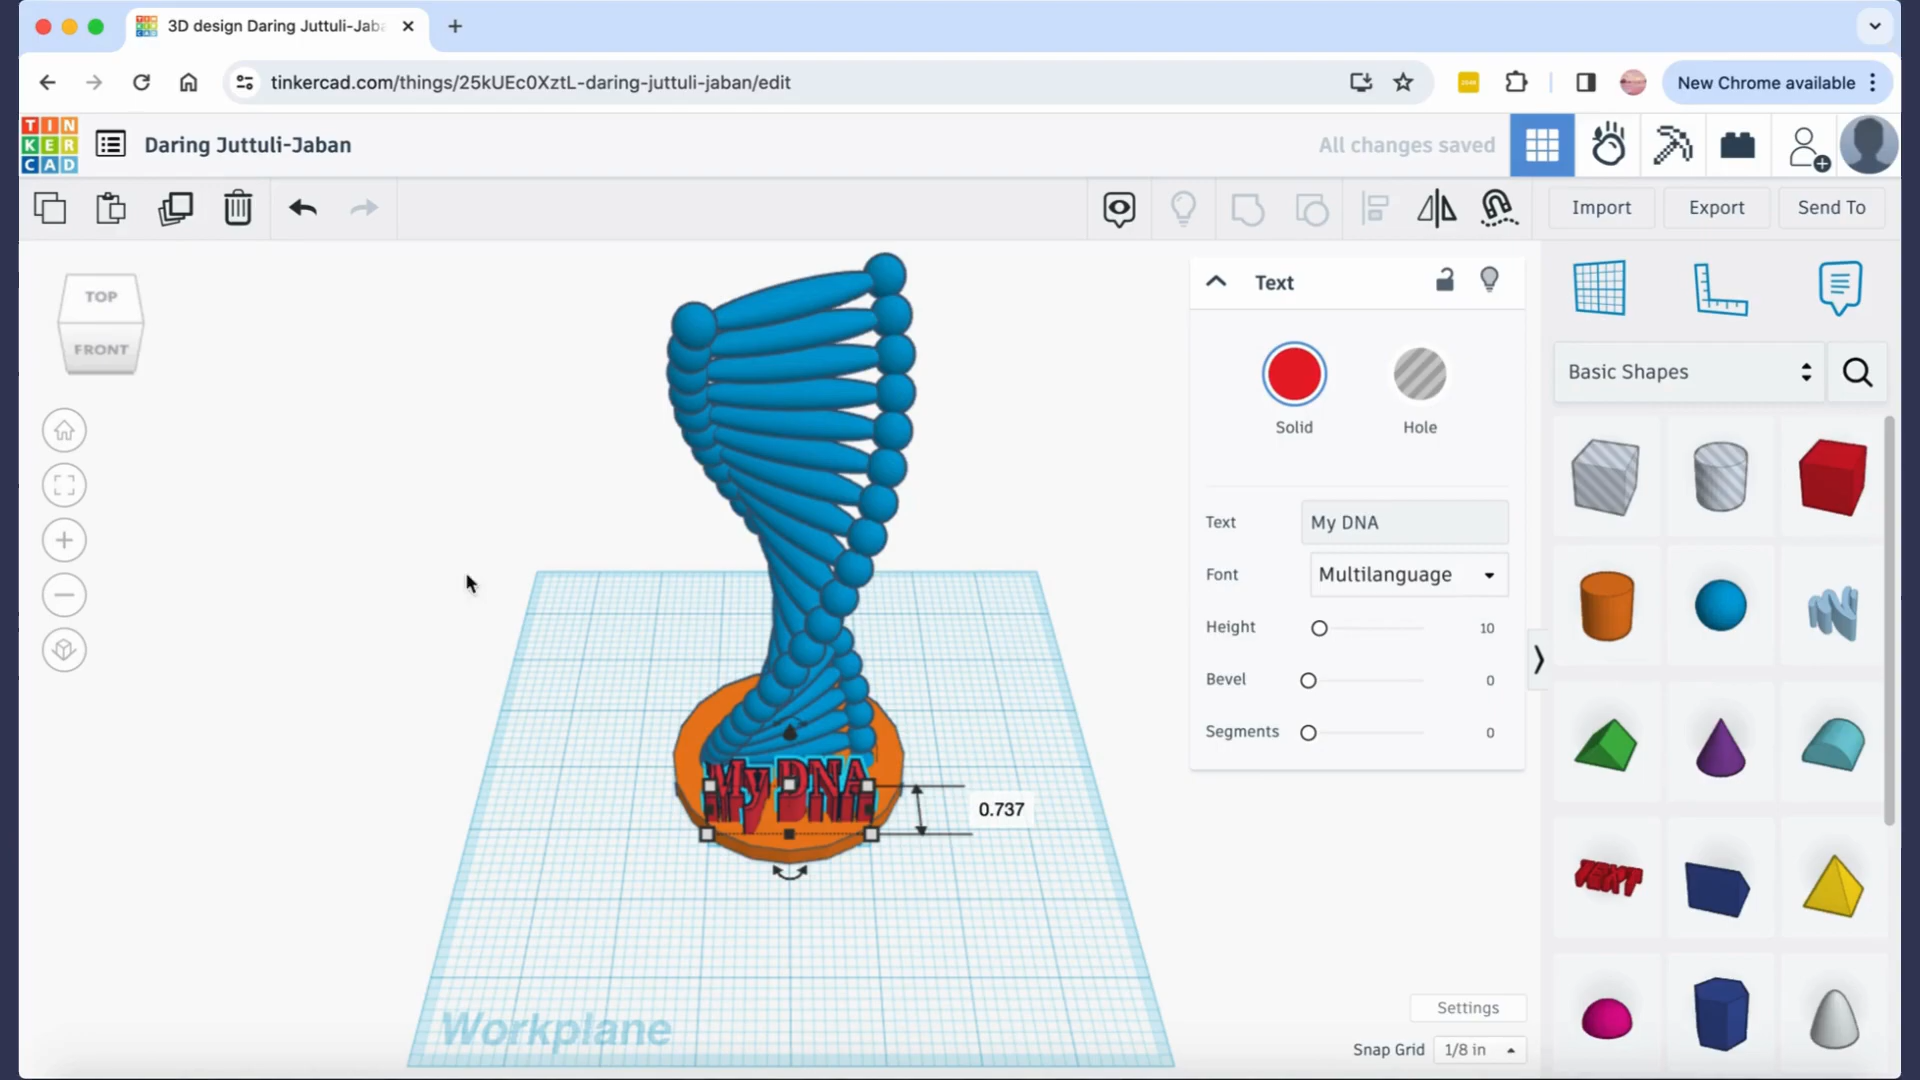 3D design Daring Juttuli-Jab
tinkercad.com/things/25kUEc0XztL-daring-juttuli-jaban/edit
New Chrome available
TIN
KER
CAD
Daring Juttuli-Jaban
All changes saved
Import
Export
Send To
TOP
FRONT
Text
Solid
Hole
Text
My DNA
Font
Multilanguage
Height
10
Bevel
0
Segments
0
Basic Shapes
My DNA
0.737
TEXT
Workplane
Settings
Snap Grid
1/8 in